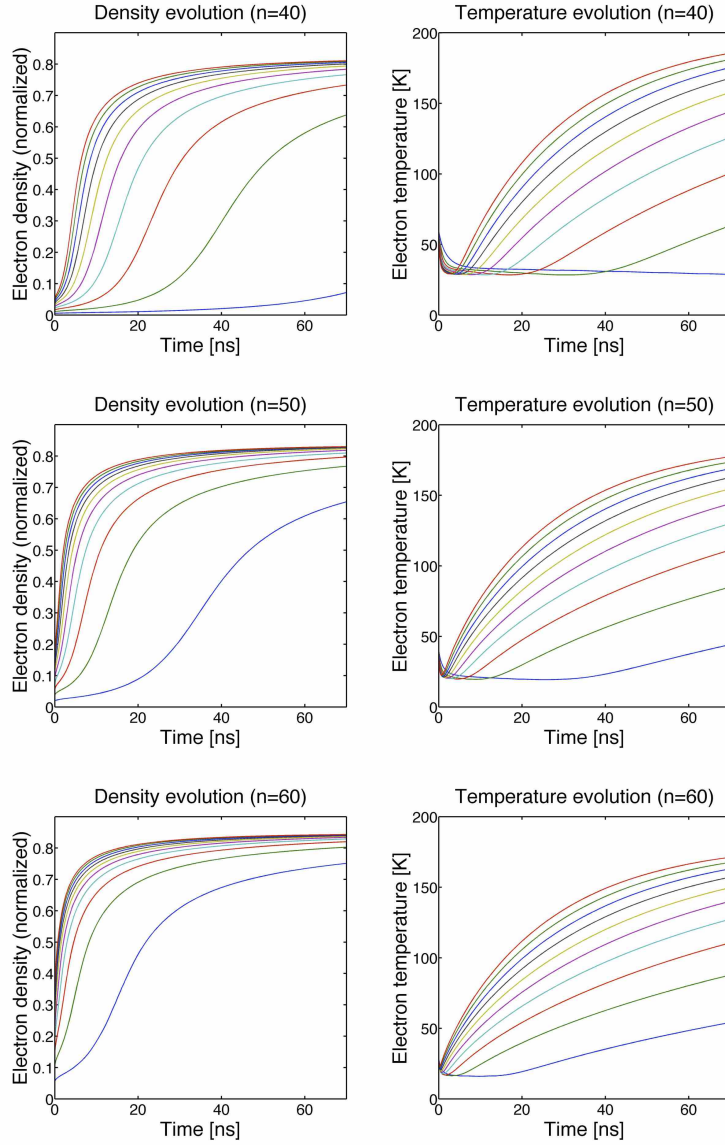 Density evolution (n=40)
Temperature evolution (n=40)
Electron density (normalized)
0.8
0.7
0.6
0.5
0.4
0.3
0.2
0.1
0
0 20 40 60
Time [ns]
Electron temperature [K]
200
150
100
50
0
0 20 40 60
Time [ns]
Density evolution (n=50)
Temperature evolution (n=50)
Electron density (normalized)
0.8
0.7
0.6
0.5
0.4
0.3
0.2
0.1
0
0 20 40 60
Time [ns]
Electron temperature [K]
200
150
100
50
0
0 20 40 60
Time [ns]
Density evolution (n=60)
Temperature evolution (n=60)
Electron density (normalized)
0.8
0.7
0.6
0.5
0.4
0.3
0.2
0.1
0
0 20 40 60
Time [ns]
Electron temperature [K]
200
150
100
50
0
0 20 40 60
Time [ns]